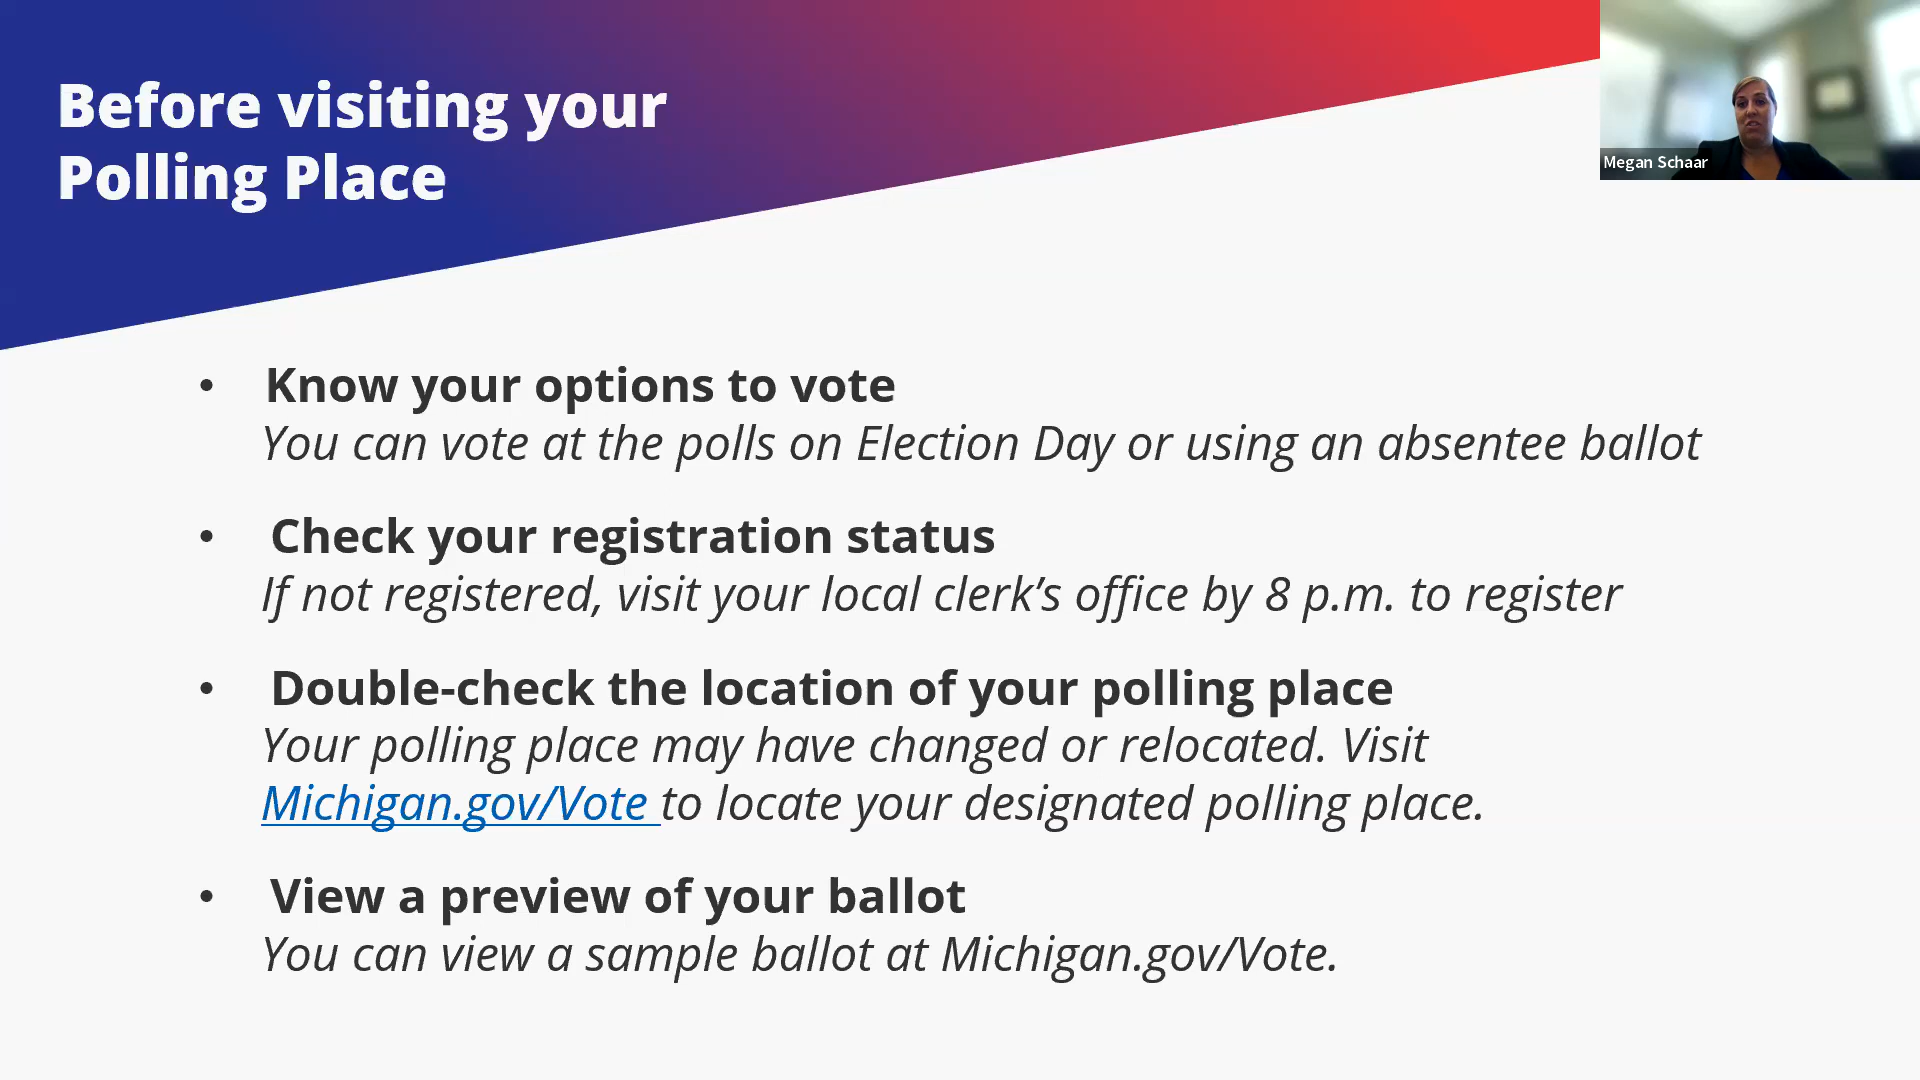 Before visiting your
Polling Place
Megan Schaar
• Know your options to vote
You can vote at the polls on Election Day or using an absentee ballot
• Check your registration status
If not registered, visit your local clerk’s office by 8 p.m. to register
• Double-check the location of your polling place
Your polling place may have changed or relocated. Visit
Michigan.gov/Vote to locate your designated polling place.
• View a preview of your ballot
You can view a sample ballot at Michigan.gov/Vote.